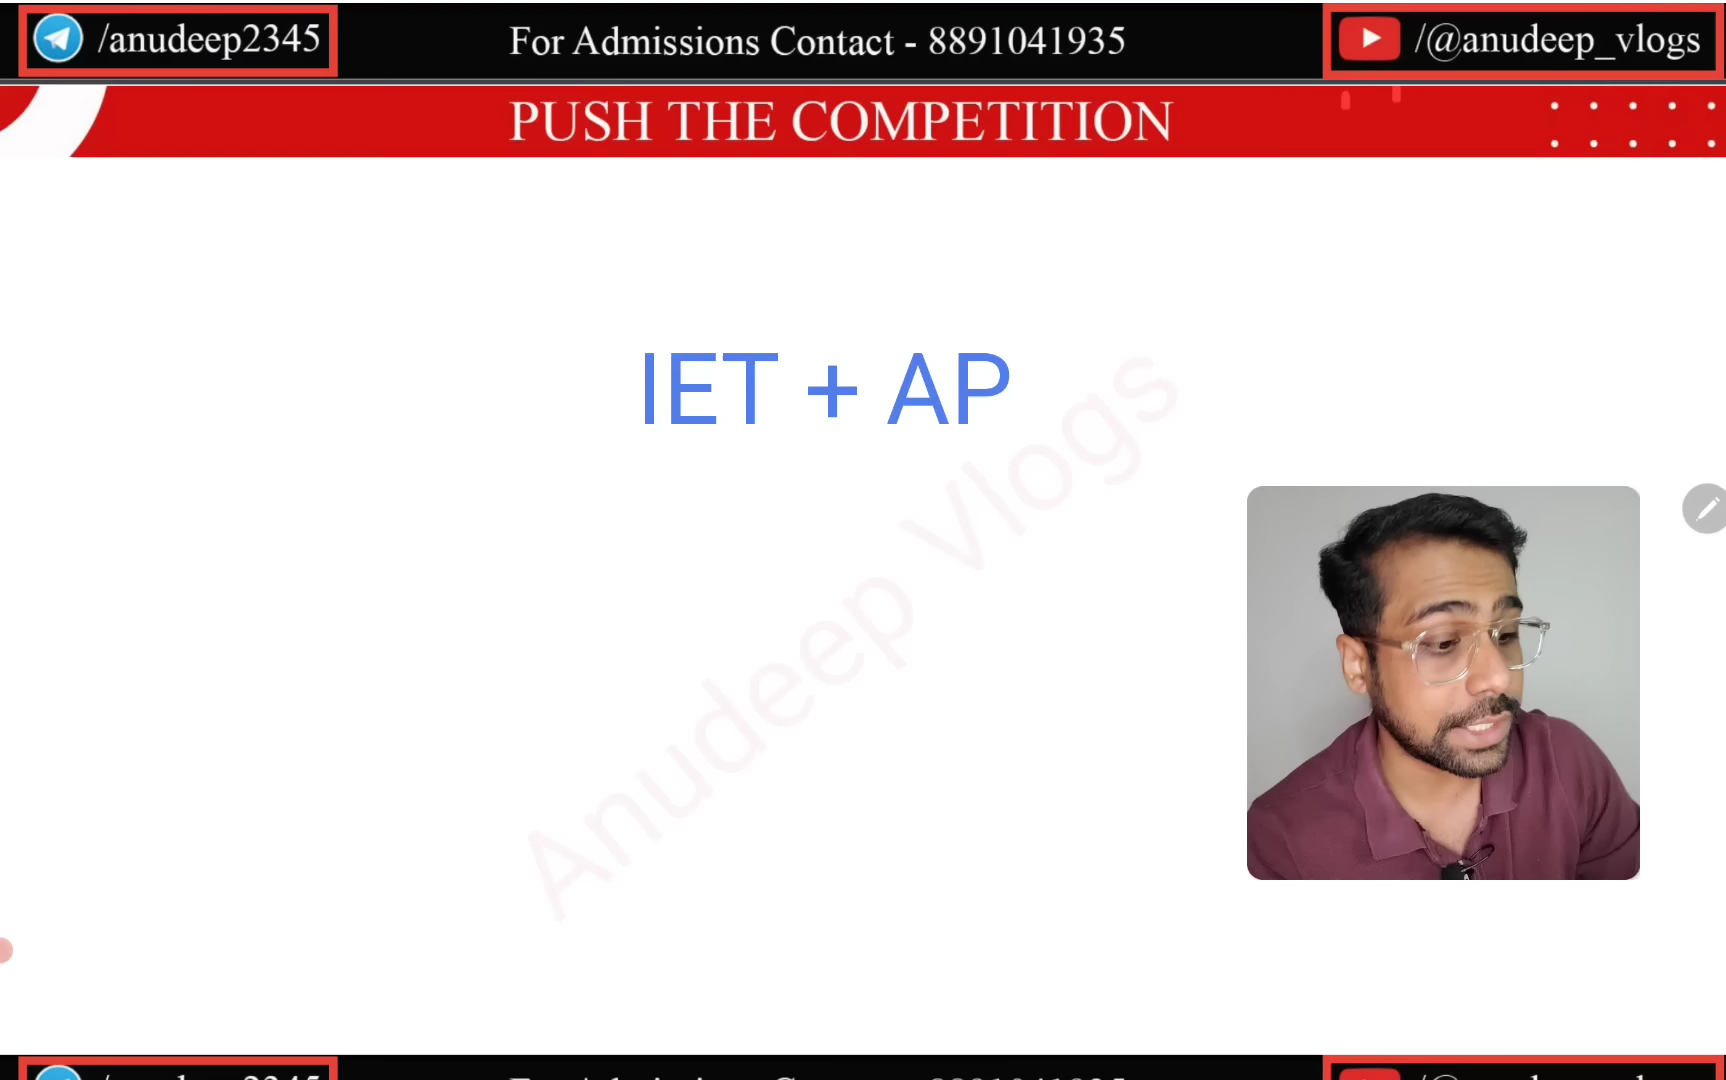 /anudeep2345
For Admissions Contact - 8891041935
/@anudeep_vlogs
PUSH THE COMPETITION
IET + AP
Anudeep Vlogs